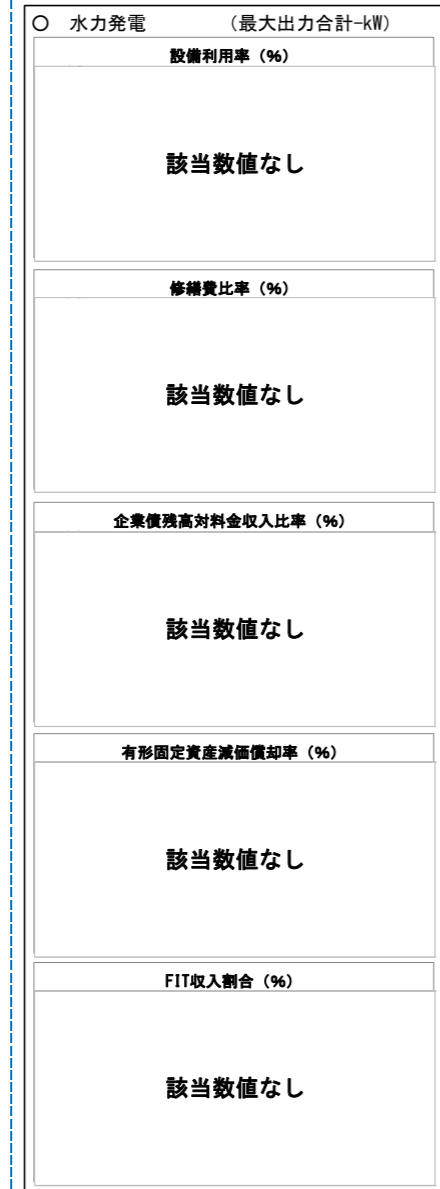 ○ 水力発電 （最大出力合計-kW）
設備利用率（％）
該当数値なし
修繕費比率（％）
該当数値なし
企業債残高対料金収入比率（％）
該当数値なし
有形固定資産減価償却率（％）
該当数値なし
FIT収入割合（％）
該当数値なし